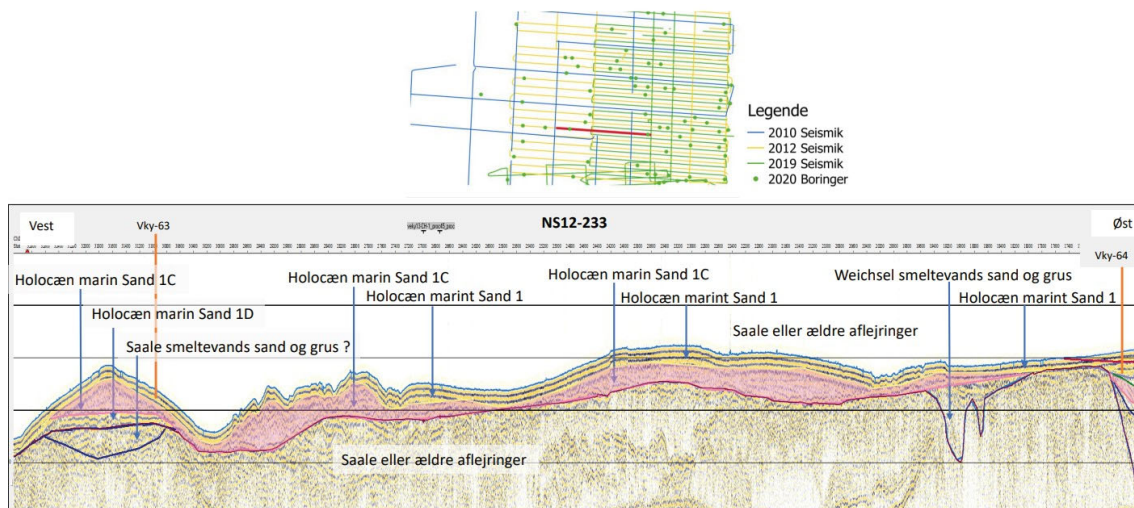 Legende
2010 Seismik
2012 Seismik
2019 Seismik
2020 Boringer
Vest
Vky-63
NS12-233
Øst
Vky-64
Holocæn marin Sand 1C
Holocæn marin Sand 1C
Holocæn marin Sand 1C
Weichsel smeltevands sand og grus
Holocæn marint Sand 1
Holocæn marint Sand 1
Holocæn marint Sand 1
Holocæn marin Sand 1D
Saale eller ældre aflejringer
Saale smeltevands sand og grus ?
Saale eller ældre aflejringer